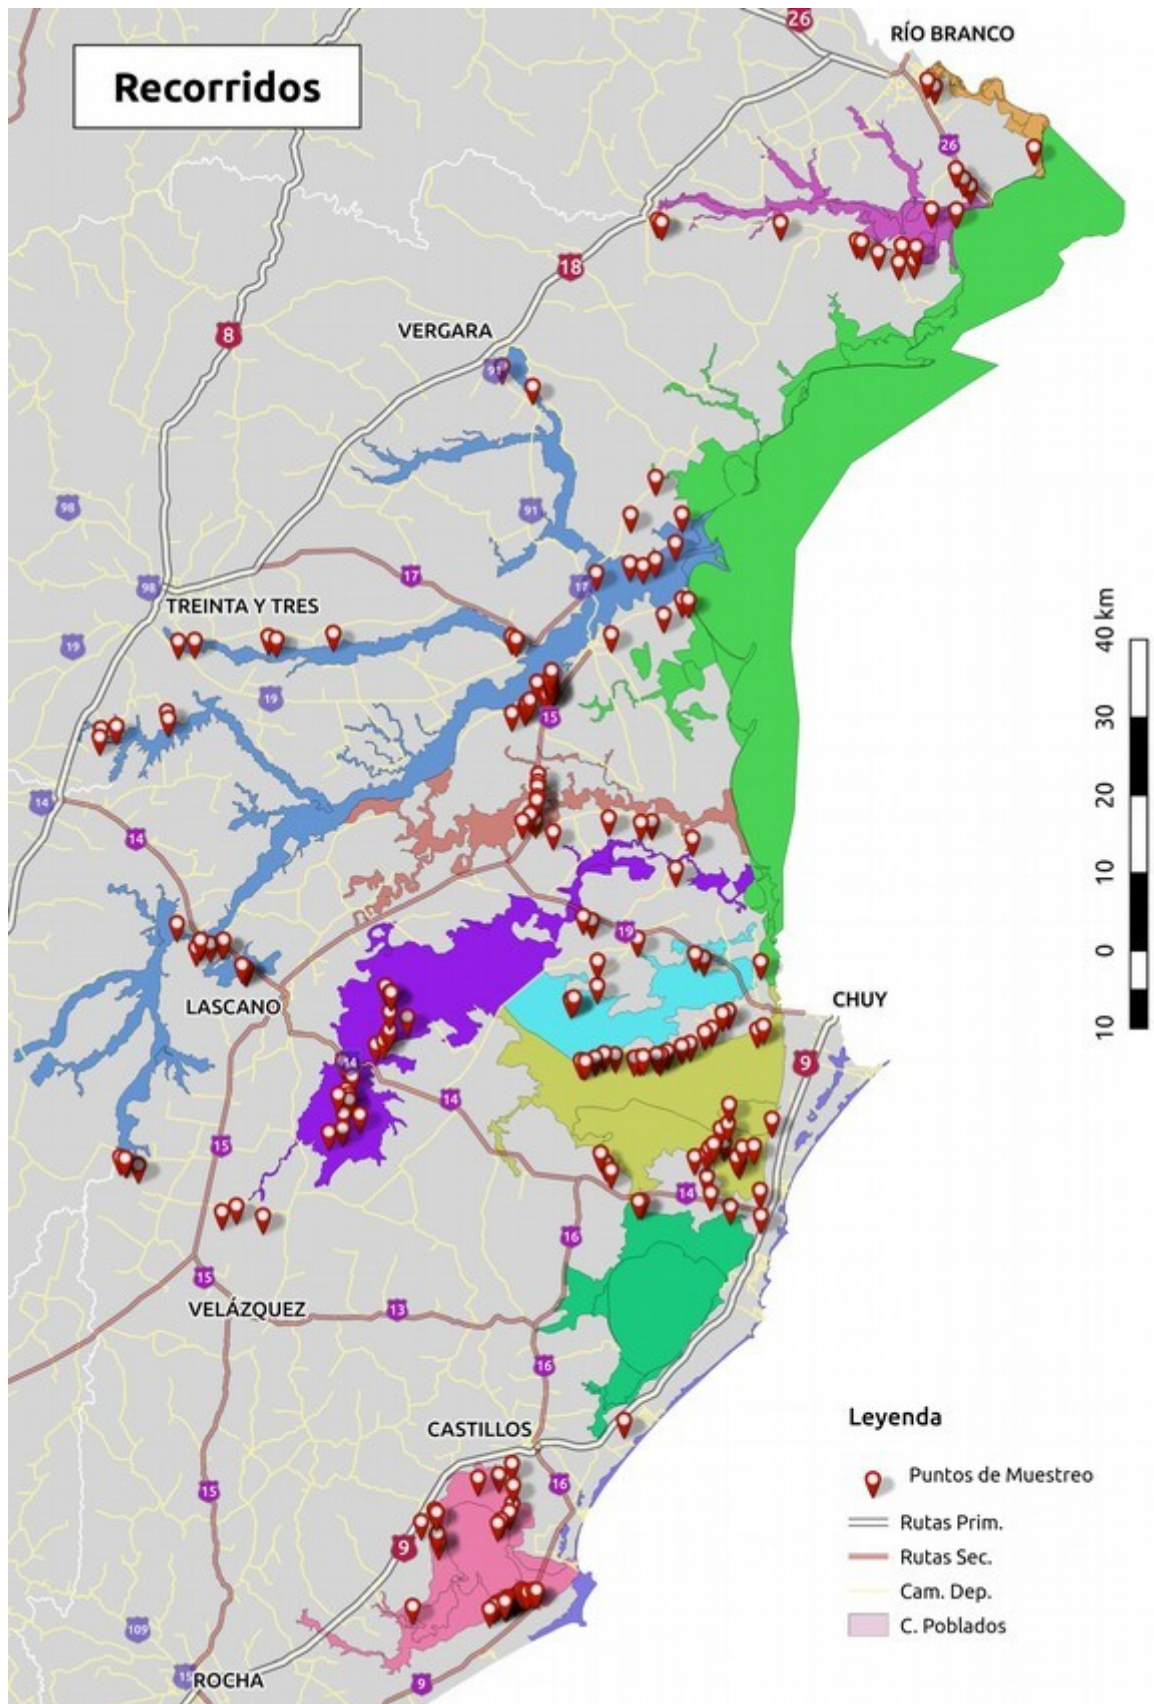 26
RÍO BRANCO
Recorridos
26
18
8
VERGARA
91
98
91
17
98
17
TREINTA Y TRES
19
19
15
14
14
19
LASCANO
CHUY
14
9
14
15
14
16
15
VELÁZQUEZ
13
16
CASTILLOS
16
15
9
109
15
ROCHA
9
40 km
30
20
10
0
10
Leyenda
Puntos de Muestreo
Rutas Prim.
Rutas Sec.
Cam. Dep.
C. Poblados